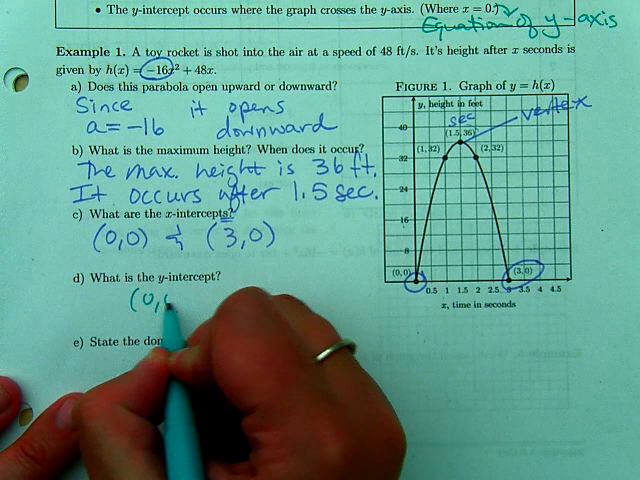 • The y-intercept occurs where the graph crosses the y-axis. (Where x = 0.)
Equation of y-axis
Example 1. A toy rocket is shot into the air at a speed of 48 ft/s. It's height after x seconds is
given by h(x) = −16x² + 48x.
a) Does this parabola open upward or downward?
Since it opens
a = -16 downward
b) What is the maximum height? When does it occur?
The max. height is 36 ft.
It occurs after 1.5 sec.
c) What are the x-intercepts?
(0,0) & (3,0)
d) What is the y-intercept?
(0,
e) State the dom
Figure 1. Graph of y = h(x)
y, height in feet
sec
vertex
(1.5, 36)
(1, 32)
(2, 32)
40
32
24
16
8
(0, 0)
(3, 0)
0.5 1 1.5 2 2.5 3 3.5 4 4.5
x, time in seconds